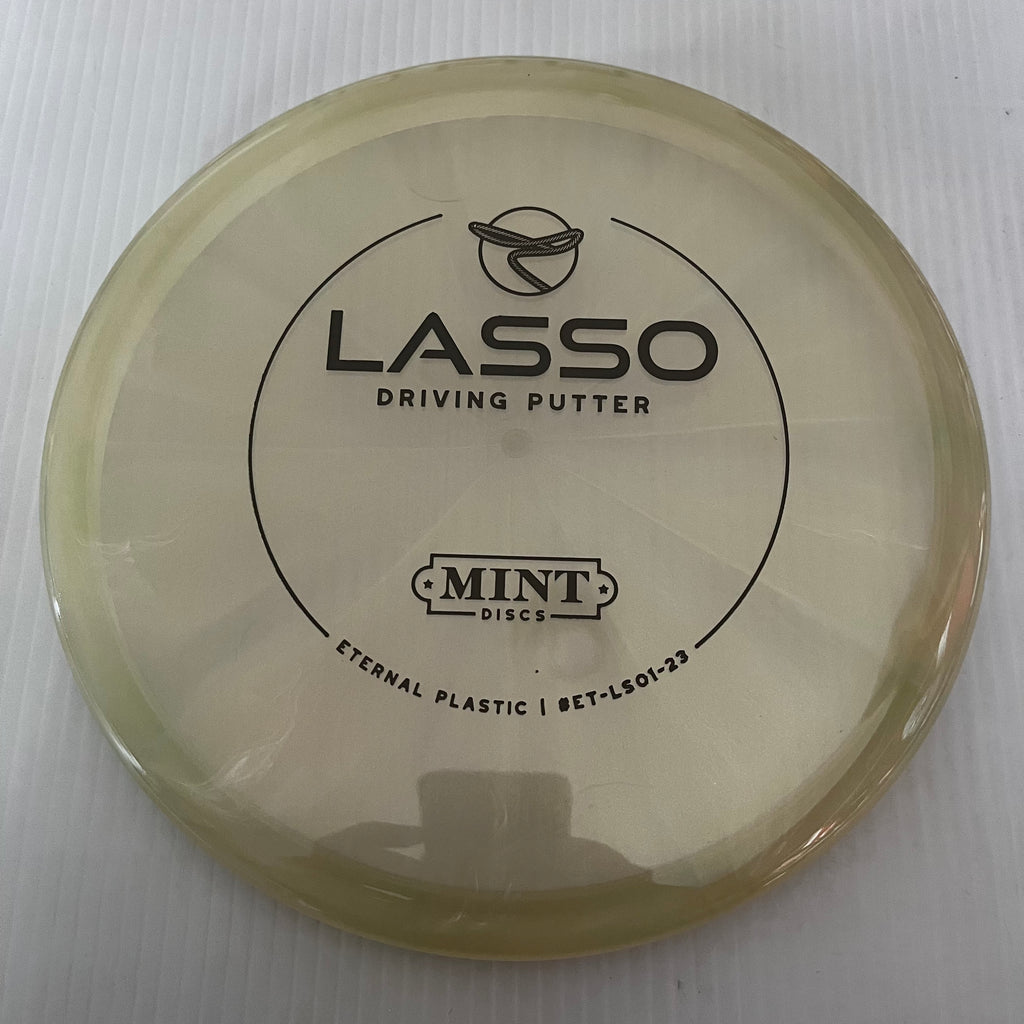 LASSO
DRIVING PUTTER
MINT
DISCS
ETERNAL PLASTIC | #ET-LS01-23